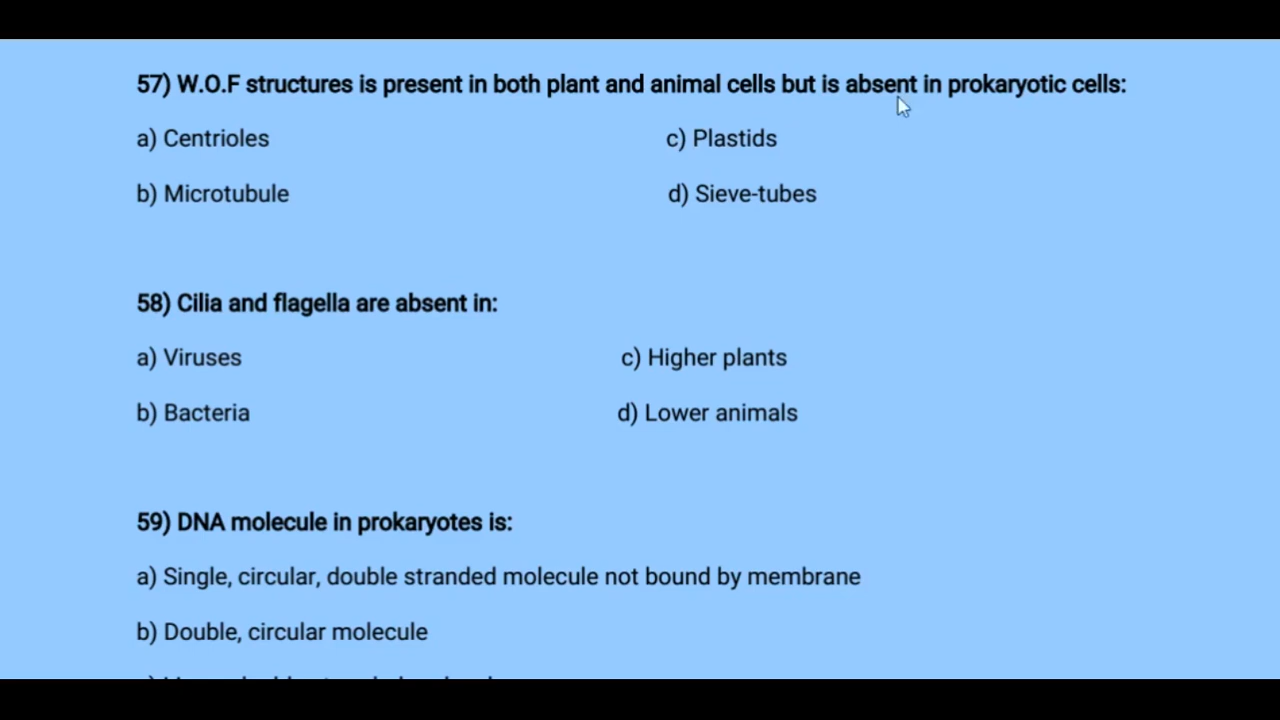 57) W.O.F structures is present in both plant and animal cells but is absent in prokaryotic cells:
a) Centrioles c) Plastids
b) Microtubule d) Sieve-tubes
58) Cilia and flagella are absent in:
a) Viruses c) Higher plants
b) Bacteria d) Lower animals
59) DNA molecule in prokaryotes is:
a) Single, circular, double stranded molecule not bound by membrane
b) Double, circular molecule